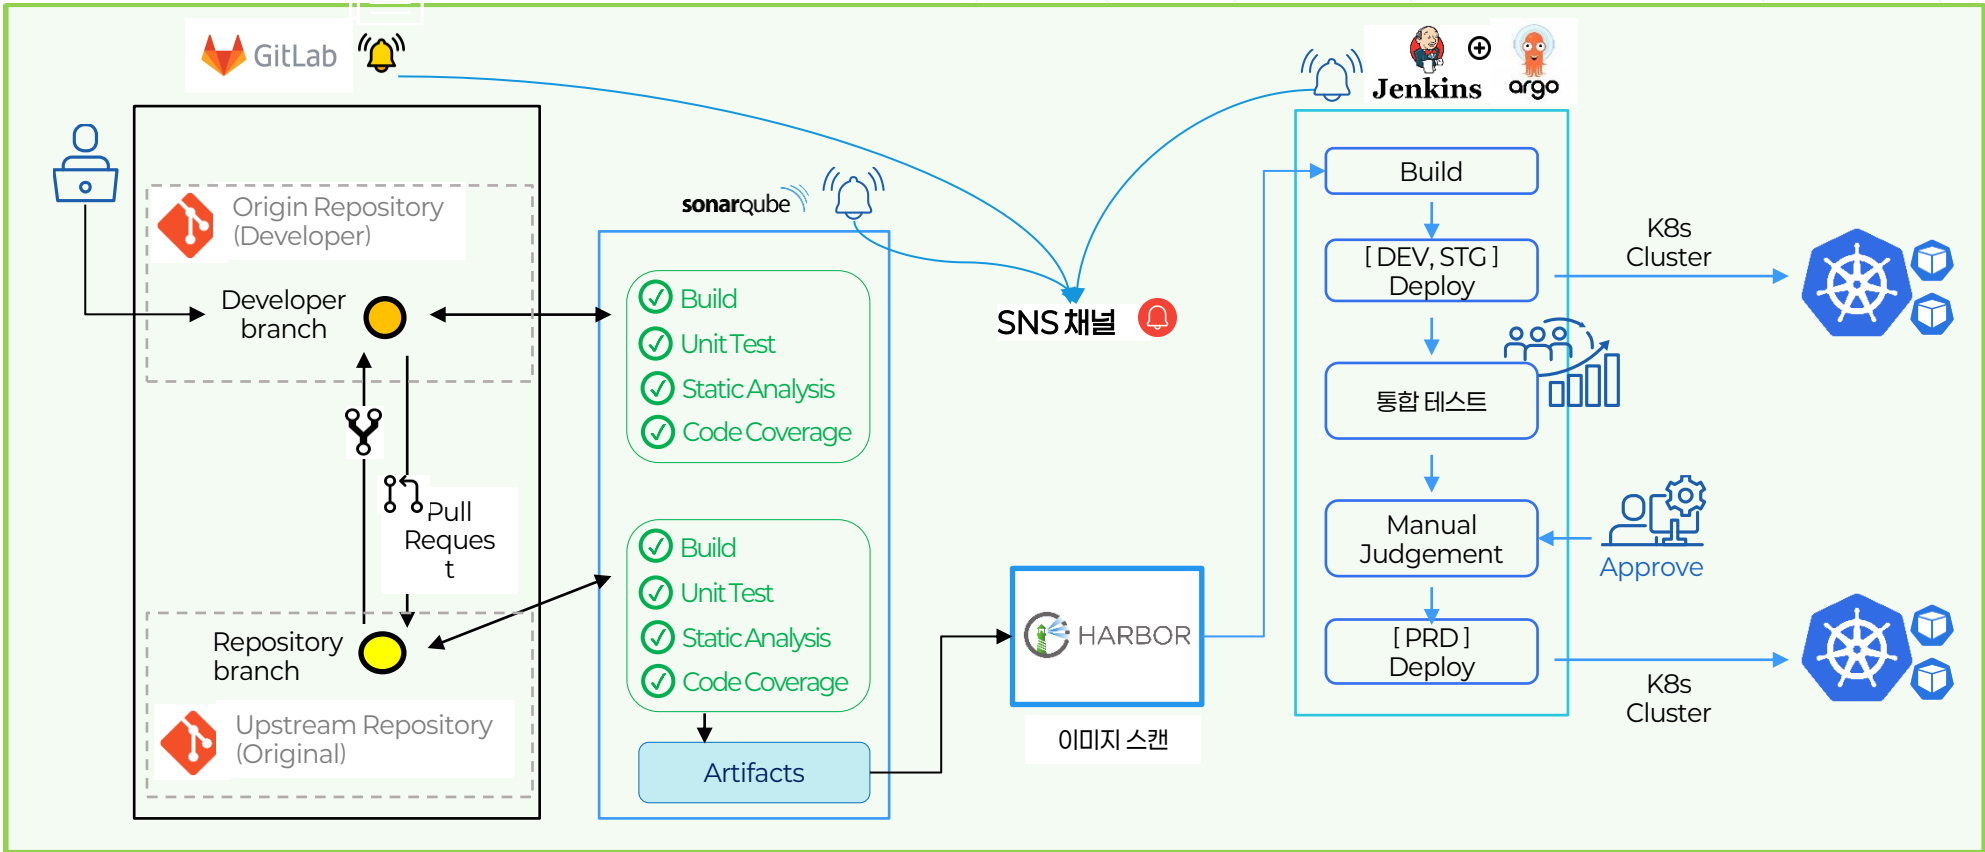 GitLab
Origin Repository
(Developer)
Developer
branch
Pull
Reques
t
Repository
branch
Upstream Repository
(Original)
sonarqube
Build
Unit Test
Static Analysis
Code Coverage
Build
Unit Test
Static Analysis
Code Coverage
Artifacts
SNS 채널
HARBOR
이미지 스캔
Jenkins
argo
Build
[ DEV, STG ]
Deploy
통합 테스트
Manual
Judgement
[ PRD ]
Deploy
K8s
Cluster
Approve
K8s
Cluster